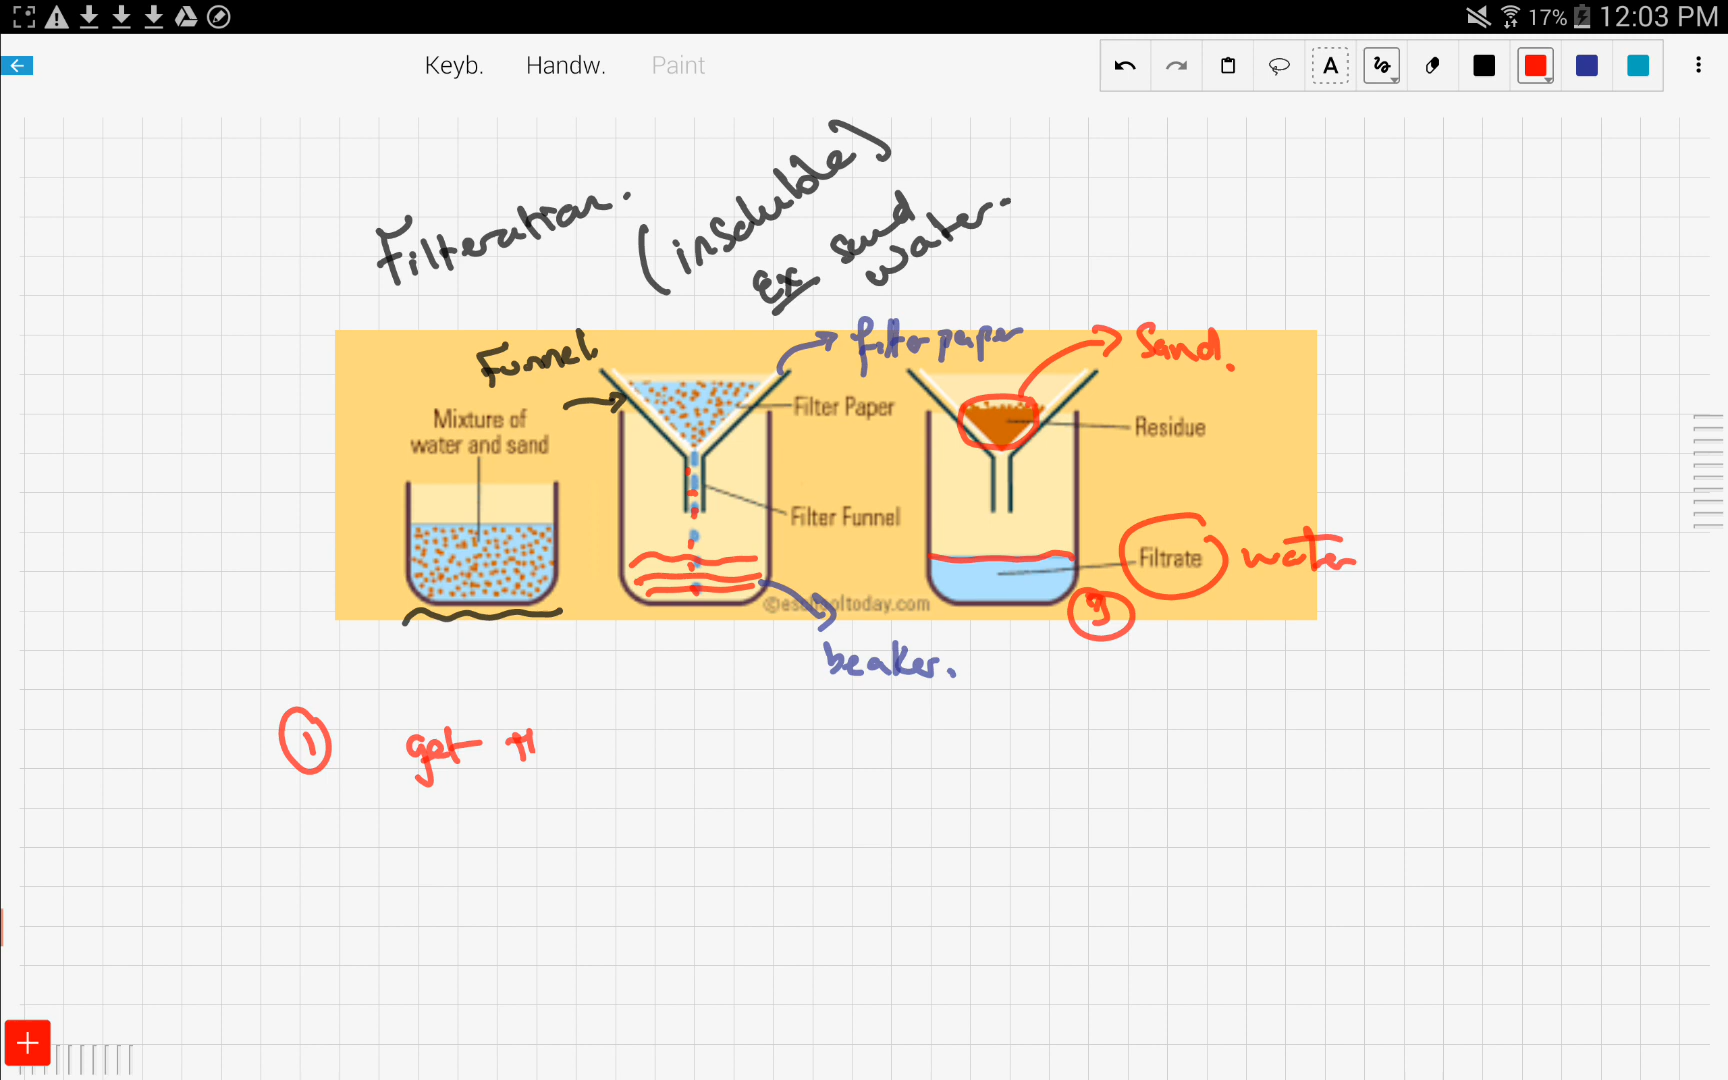 17% 12:03 PM
Keyb. Handw. Paint
A
Filteration. (insoluble)
Ex sand
water.
Funnel.
filter paper
Sand.
Mixture of
water and sand
Filter Paper
Residue
Filter Funnel
Filtrate water
beaker.
1 get